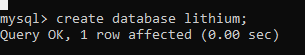 mysql> create database lithium;
Query OK, 1 row affected (0.00 sec)